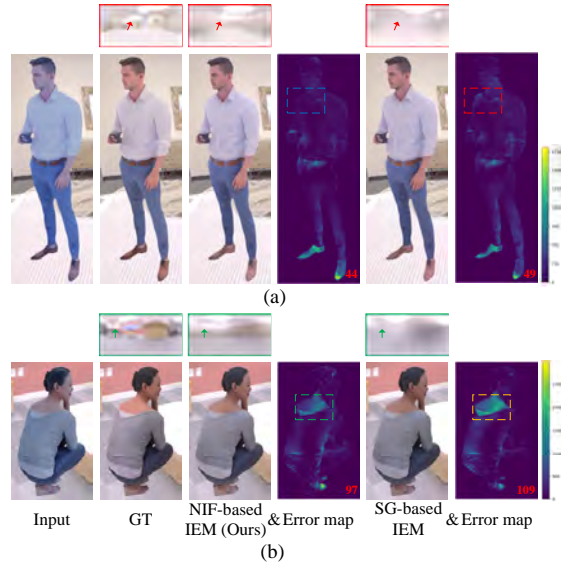 44
49
(a)
97
109
Input
GT
NIF-based
IEM (Ours)
& Error map
SG-based
IEM
& Error map
(b)